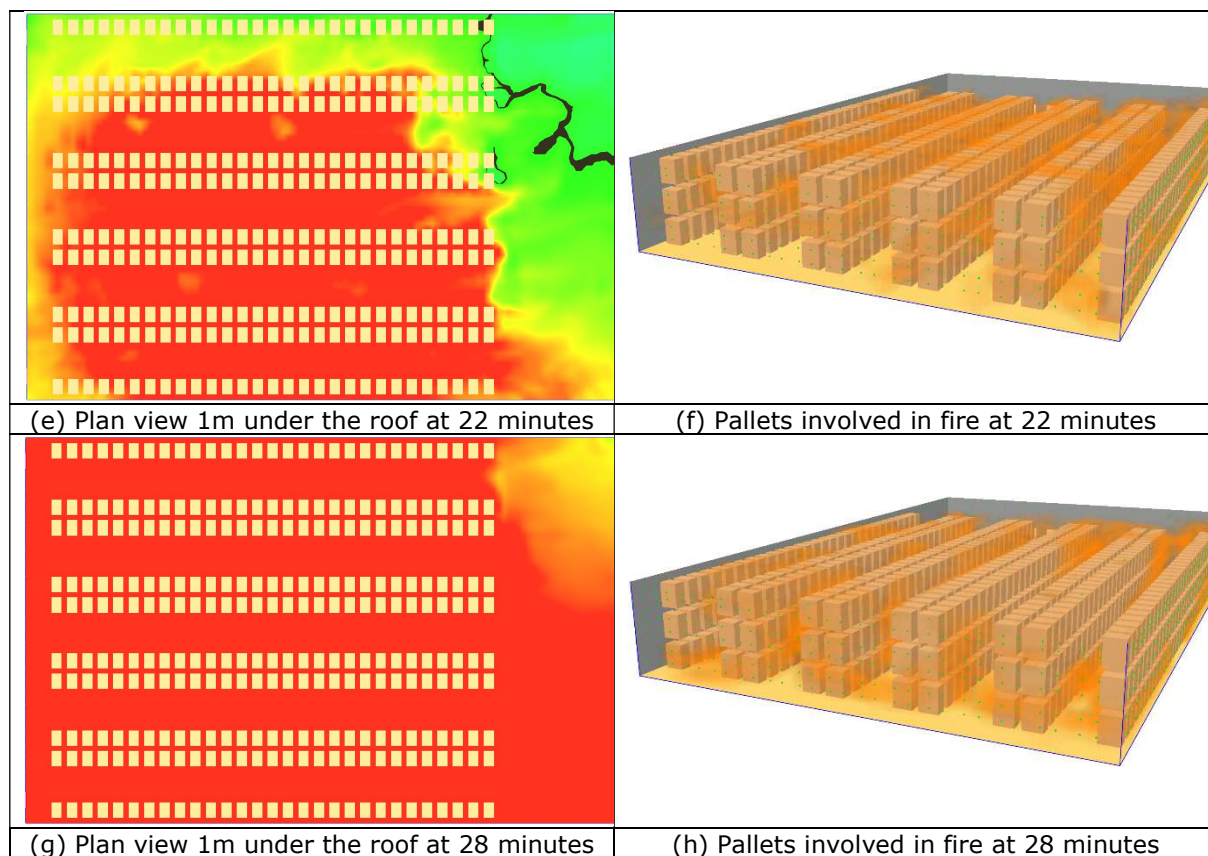 (e) Plan view 1m under the roof at 22 minutes
(f) Pallets involved in fire at 22 minutes
(g) Plan view 1m under the roof at 28 minutes
(h) Pallets involved in fire at 28 minutes